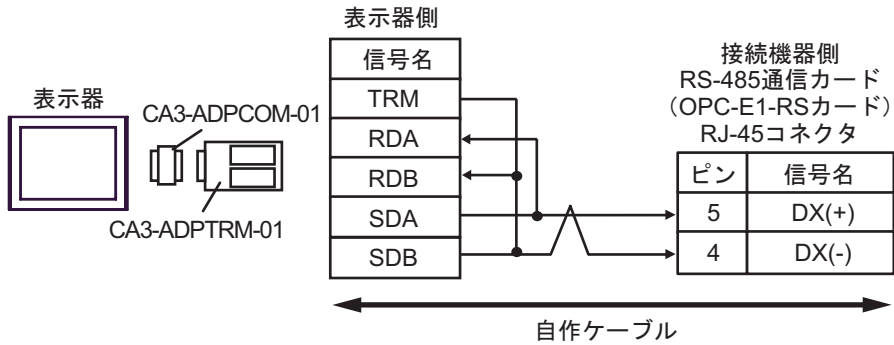 表示器側
信号名
TRM
RDA
RDB
SDA
SDB
表示器
CA3-ADPCOM-01
CA3-ADPTRM-01
接続機器側
RS-485通信カード
（OPC-E1-RSカード）
RJ-45コネクタ
ピン 信号名
5 DX(+)
4 DX(-)
自作ケーブル